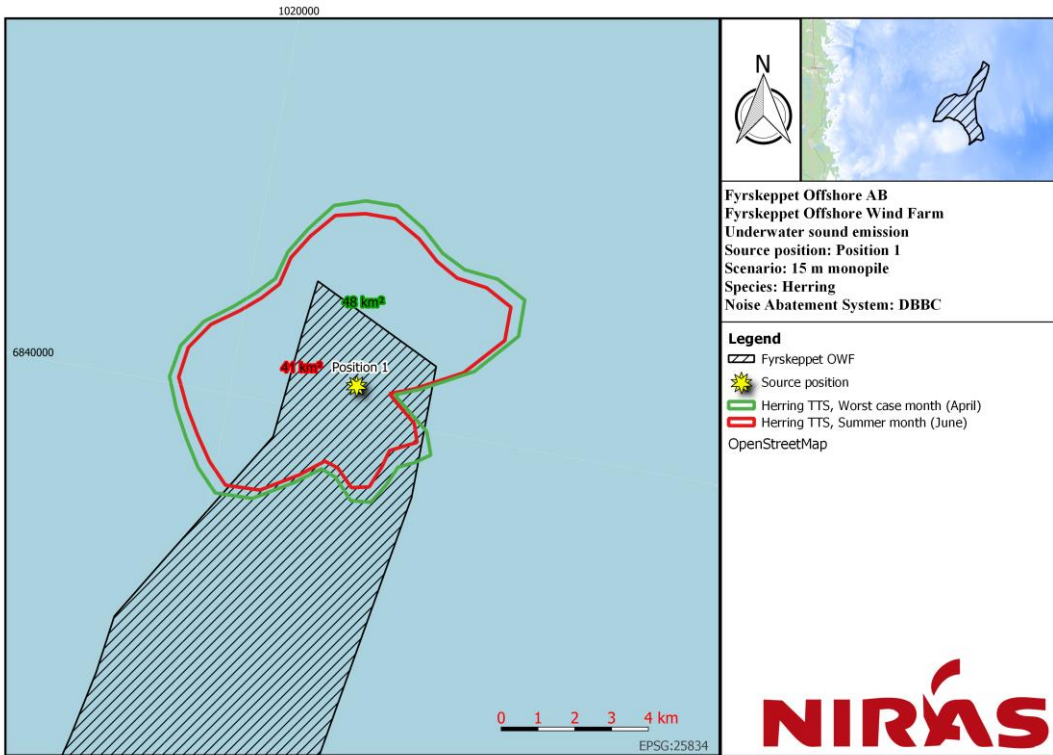 1020000
6840000
48 km²
41 km²
Position 1
0 1 2 3 4 km
EPSG:25834
N
Fyrskeppet Offshore AB
Fyrskeppet Offshore Wind Farm
Underwater sound emission
Source position: Position 1
Scenario: 15 m monopile
Species: Herring
Noise Abatement System: DBBC
Legend
Fyrskeppet OWF
Source position
Herring TTS, Worst case month (April)
Herring TTS, Summer month (June)
OpenStreetMap
NIRAS